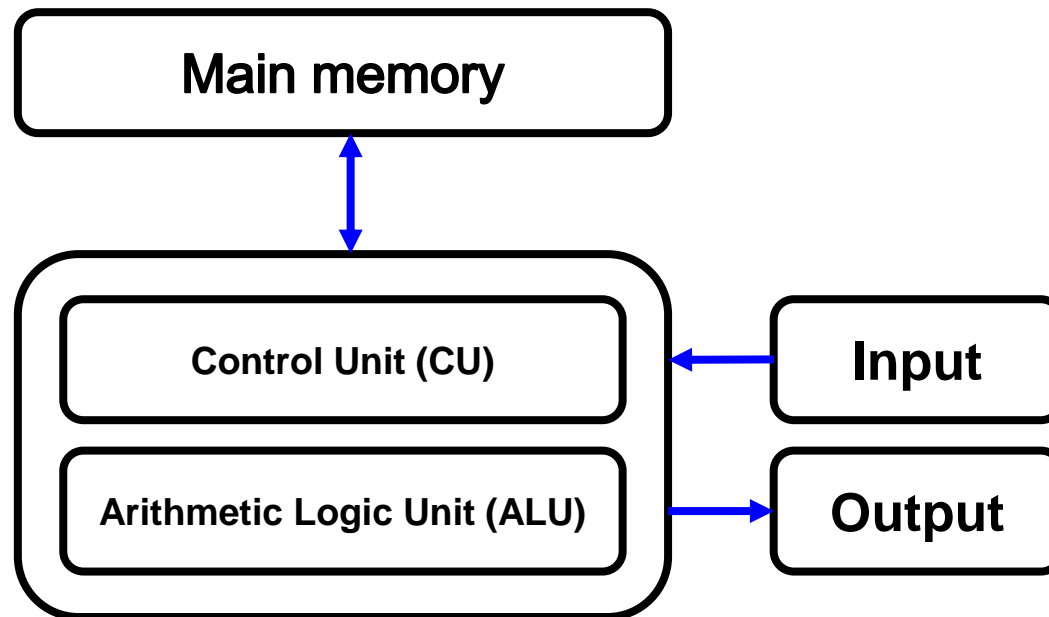 Main memory
Control Unit (CU)
Input
Arithmetic Logic Unit (ALU)
Output